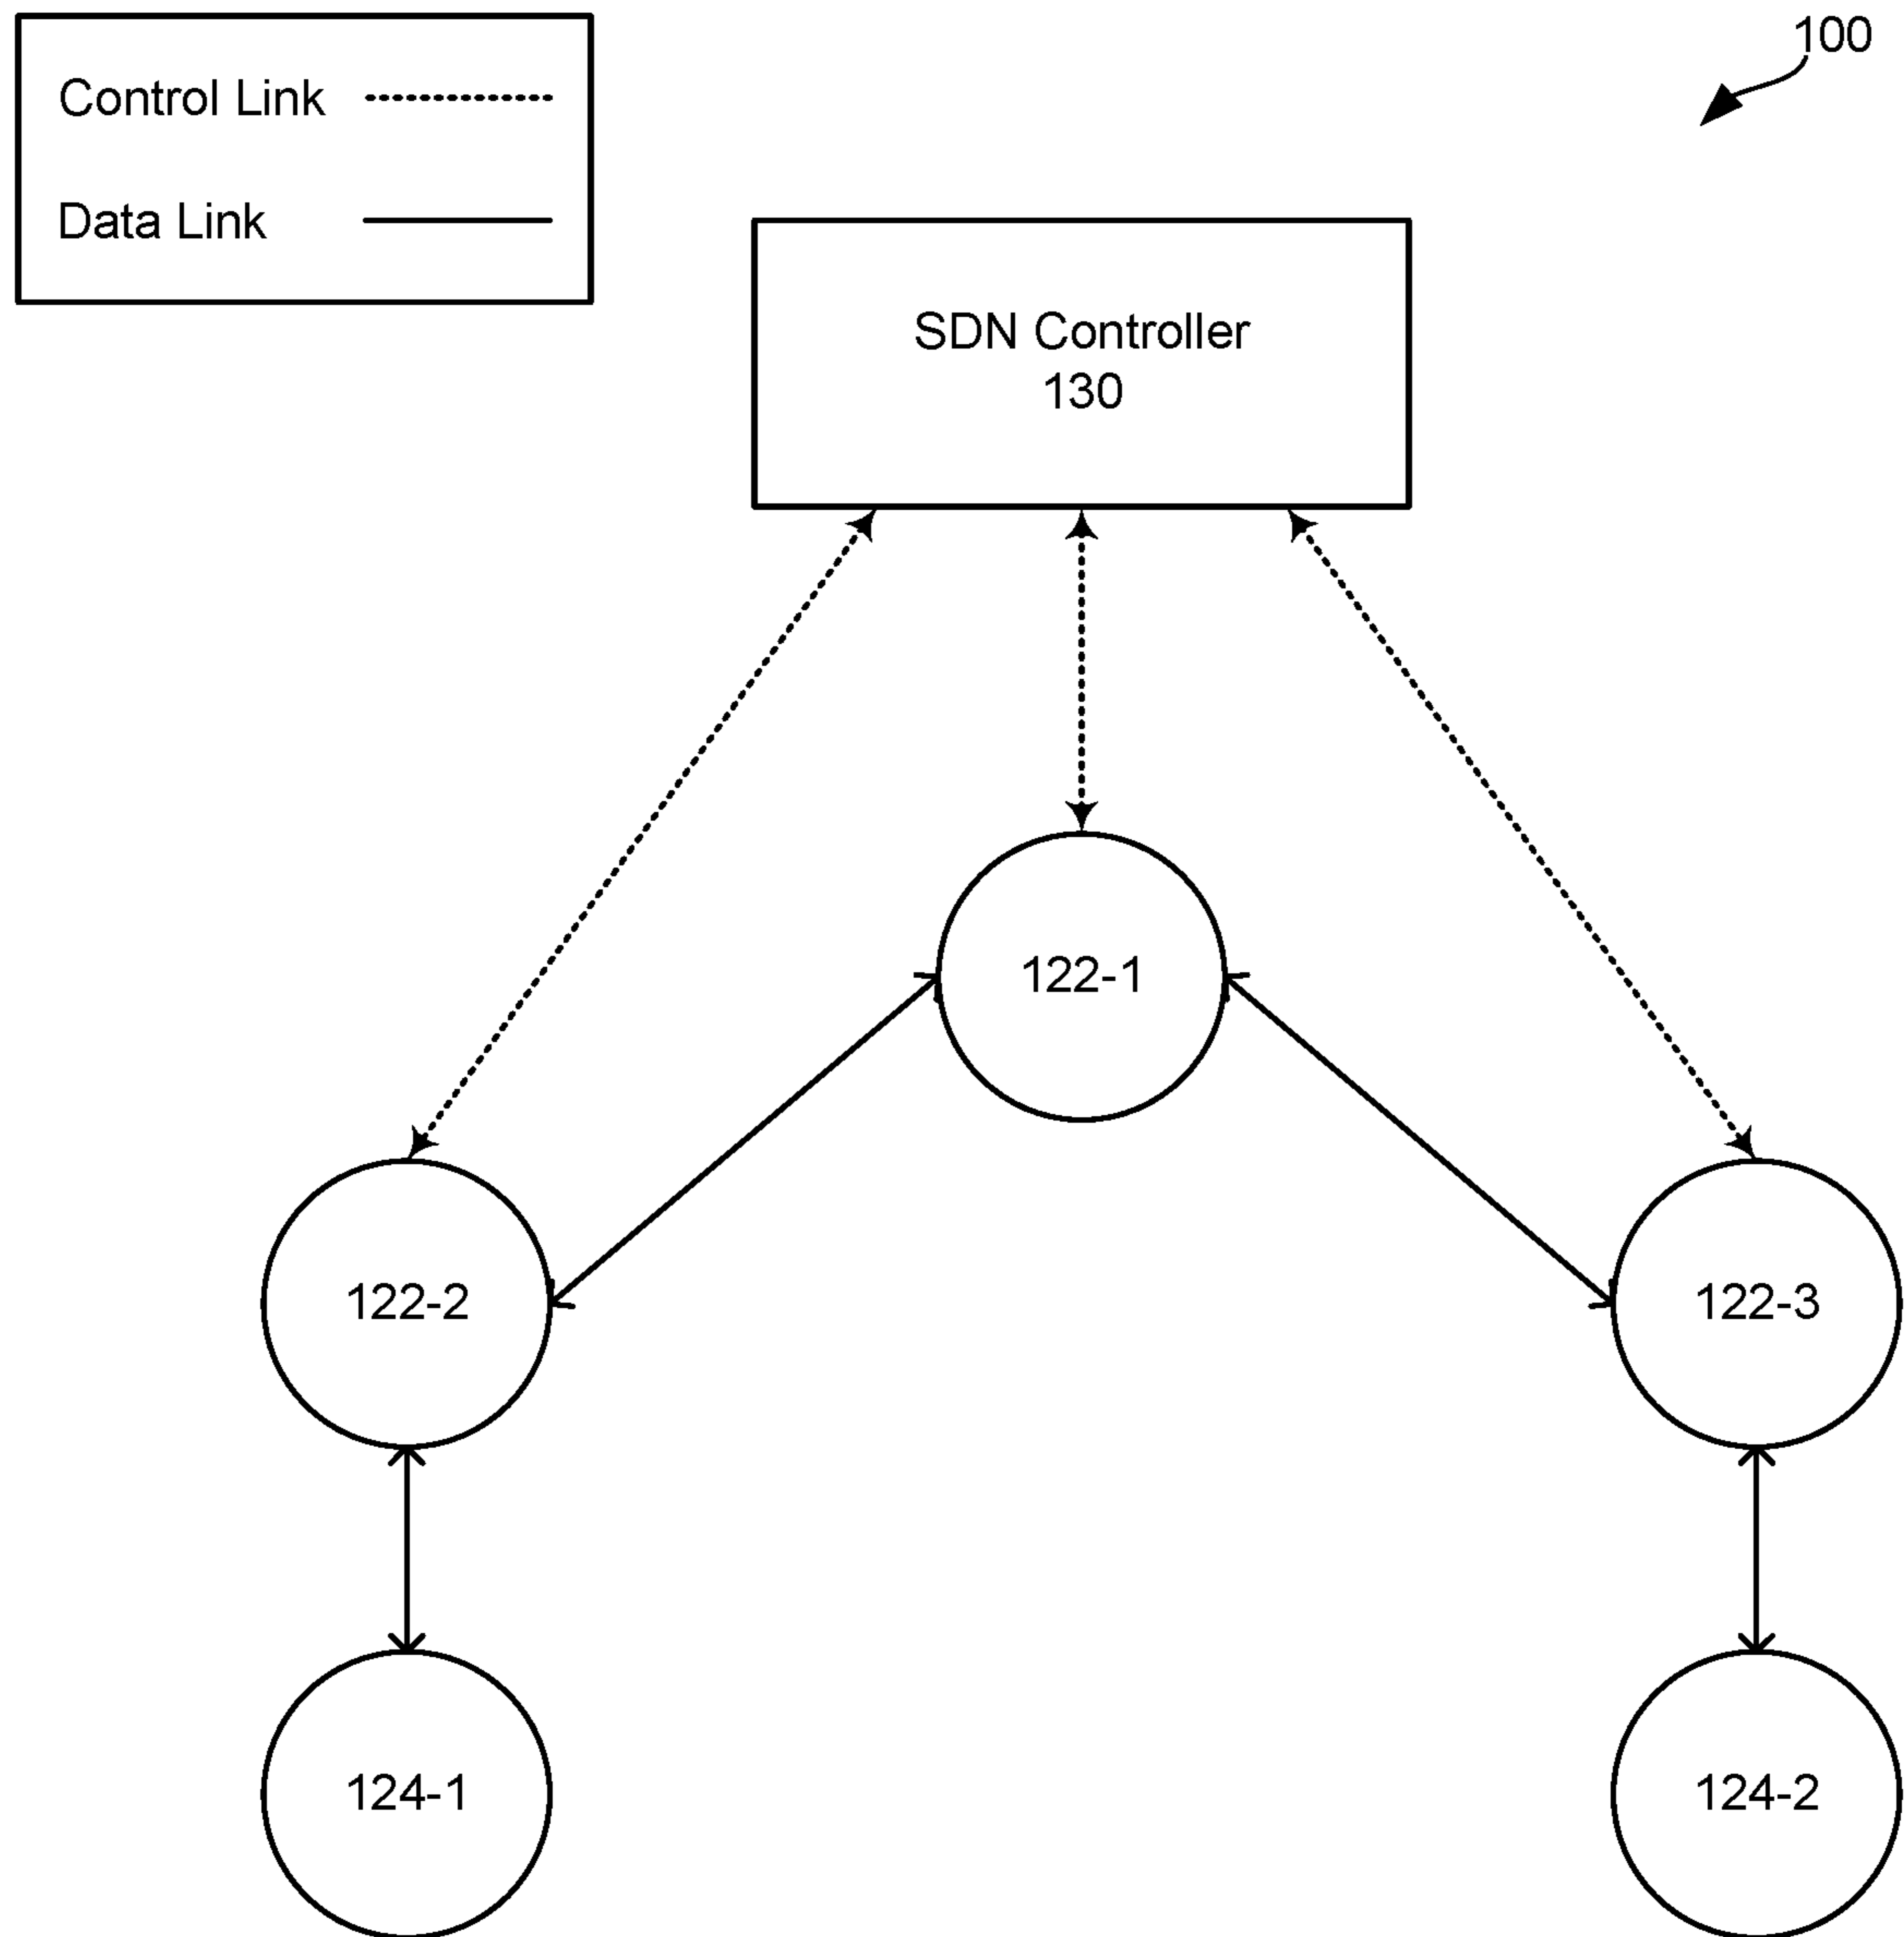 100
Control Link
Data Link
SDN Controller
130
122-1
122-2
122-3
124-1
124-2